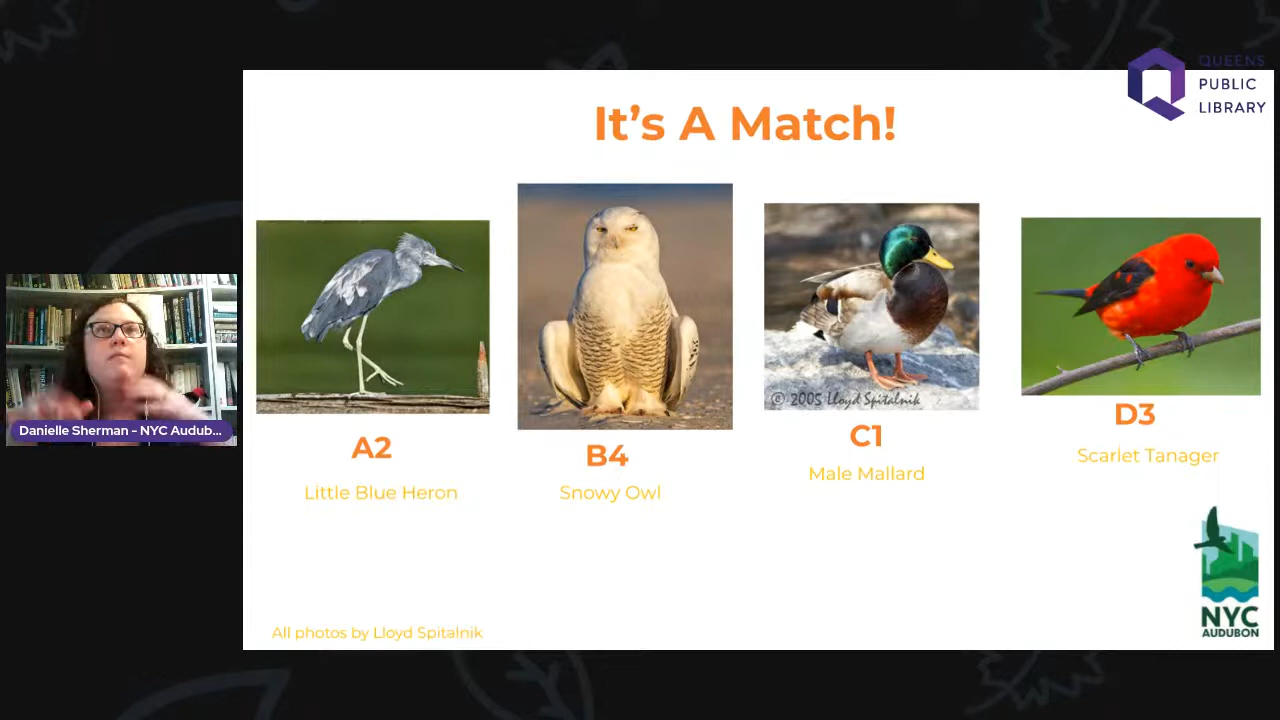 QUEENS
PUBLIC
LIBRARY
It's A Match!
© 2005 Lloyd Spitalnik
A2
B4
C1
D3
Little Blue Heron
Snowy Owl
Male Mallard
Scarlet Tanager
Danielle Sherman - NYC Audub...
All photos by Lloyd Spitalnik
NYC
AUDUBON